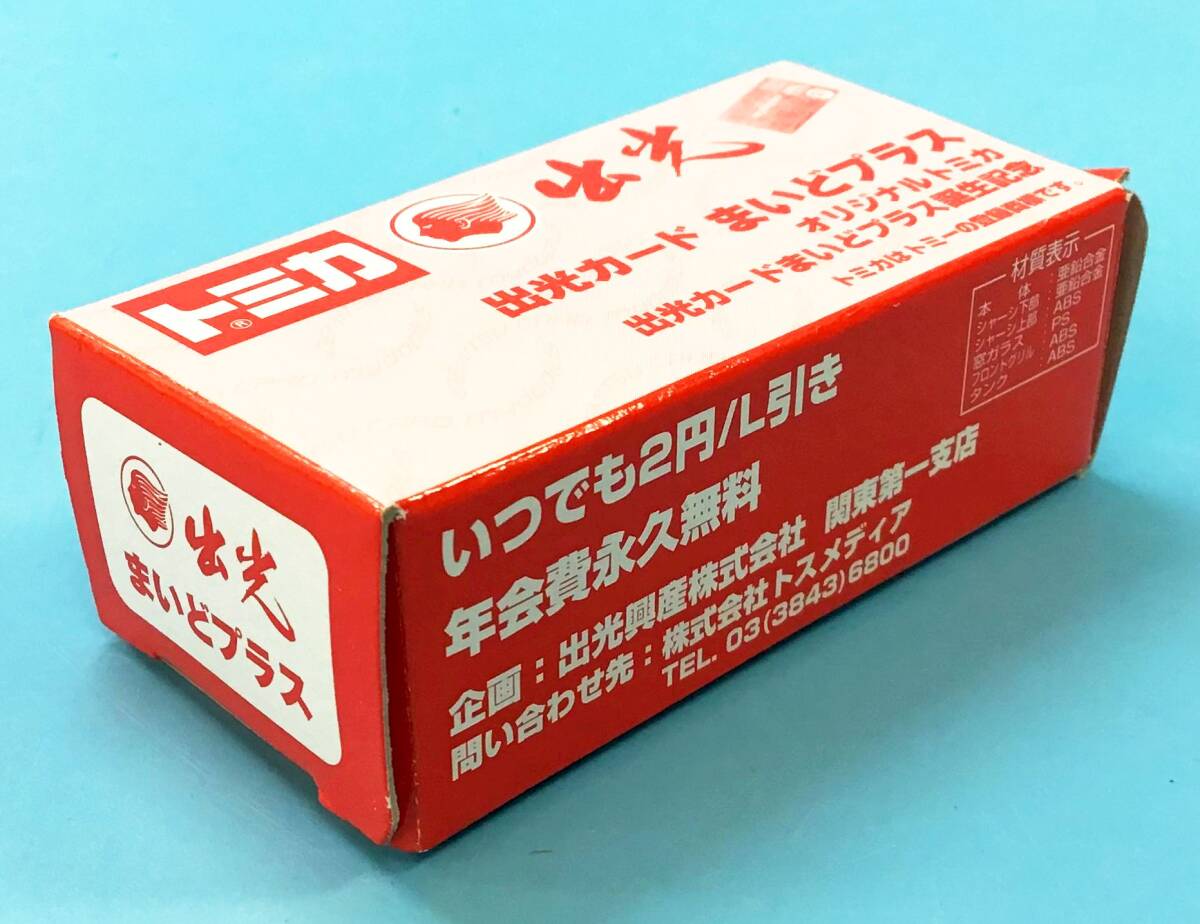 トミカ®
出光
出光カード まいどプラス
オリジナルトミカ
出光カードまいどプラス誕生記念
トミカはトミーの登録商標です。
出光
まいどプラス
いつでも2円/L引き
年会費永久無料
企画：出光興産株式会社 関東第一支店
問い合わせ先：株式会社トスメディア
TEL. 03(3843)6800
材質表示
本体：亜鉛合金
シャーシ下部：亜鉛合金
シャーシ上部：ABS
窓ガラス：PS
フロントグリル：ABS
タンク：ABS